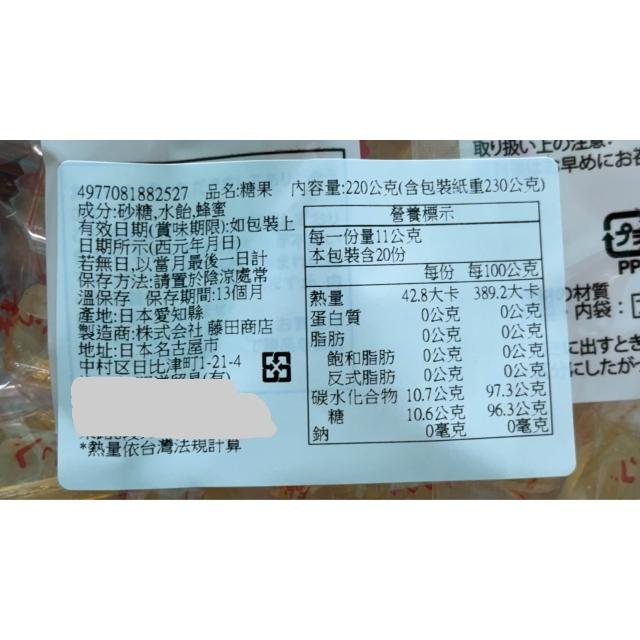 取り扱い上の注意
早めにお
4977081882527 品名:糖果 內容量:220公克(含包裝紙重230公克)
成分:砂糖,水飴,蜂蜜
有效日期(賞味期限):如包裝上
日期所示(西元年月日)
若無日,以當月最後一日計
保存方法:請置於陰涼處常
溫保存 保存期間:13個月
產地:日本愛知縣
製造商:株式会社 藤田商店
地址:日本名古屋市
中村区日比津町1-21-4
*熱量依台灣法規計算
營養標示
每一份量11公克
本包裝含20份
每份 每100公克
熱量 42.8大卡 389.2大卡
蛋白質 0公克 0公克
脂肪 0公克 0公克
飽和脂肪 0公克 0公克
反式脂肪 0公克 0公克
碳水化合物 10.7公克 97.3公克
糖 10.6公克 96.3公克
鈉 0毫克 0毫克
プラ
PP
の材質
内袋:
に出すとき
にしたがっ